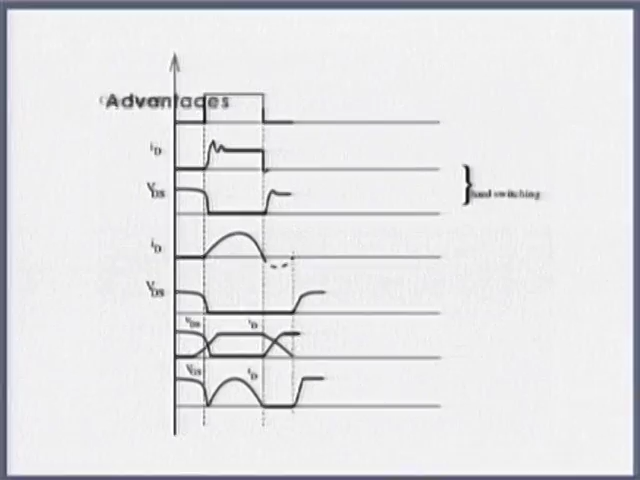 Advantages
iD
VDS
hard switching
iD
VDS
vDS iD
VDS iD